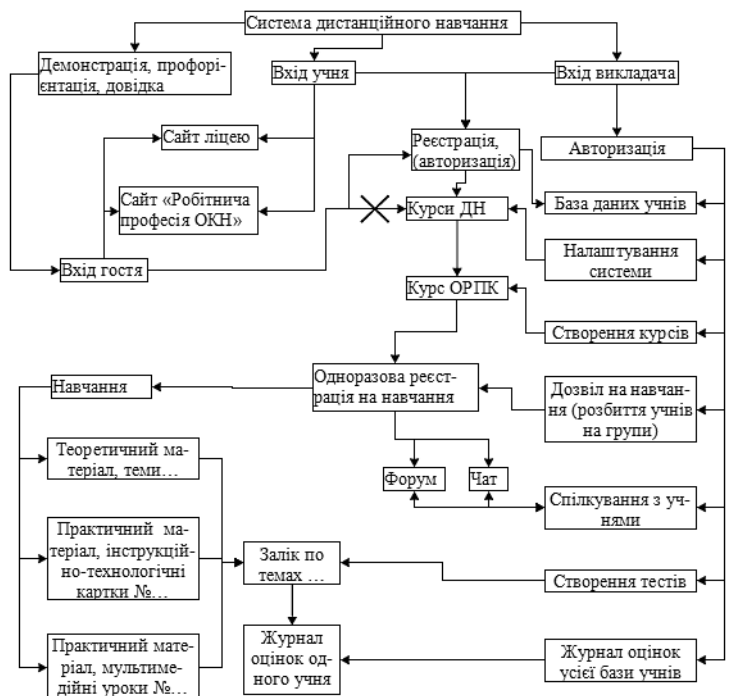 Система дистанційного навчання
Демонстрація, профорі-
єнтація, довідка
Вхід учня
Вхід викладача
Сайт ліцею
Реєстрація,
(авторизація)
Авторизація
Сайт «Робітнича
професія ОКН»
Курси ДН
База даних учнів
Вхід гостя
Налаштування
системи
Курс ОРПК
Створення курсів
Навчання
Одноразова реєст-
рація на навчання
Дозвіл на навчан-
ня (розбиття учнів
на групи)
Теоретичний ма-
теріал, теми…
Форум
Чат
Спілкування з уч-
нями
Практичний ма-
теріал, інструкцій-
но-технологічні
картки №…
Залік по
темах …
Створення тестів
Практичний мате-
ріал, мультиме-
дійні уроки №…
Журнал
оцінок од-
ного учня
Журнал оцінок
усієї бази учнів